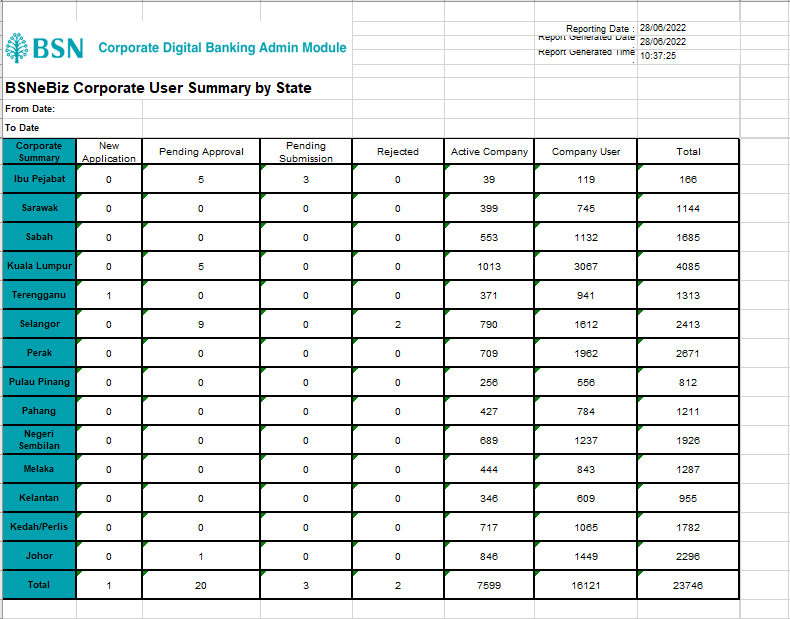 BSN Corporate Digital Banking Admin Module
Reporting Date : 28/06/2022
Report Generated Date 28/06/2022
Report Generated Time : 10:37:25
BSNeBiz Corporate User Summary by State
From Date:
To Date
Corporate Summary New Application Pending Approval Pending Submission Rejected Active Company Company User Total
Ibu Pejabat 0 5 3 0 39 119 166
Sarawak 0 0 0 0 399 745 1144
Sabah 0 0 0 0 553 1132 1685
Kuala Lumpur 0 5 0 0 1013 3067 4085
Terengganu 1 0 0 0 371 941 1313
Selangor 0 9 0 2 790 1612 2413
Perak 0 0 0 0 709 1962 2671
Pulau Pinang 0 0 0 0 256 556 812
Pahang 0 0 0 0 427 784 1211
Negeri Sembilan 0 0 0 0 689 1237 1926
Melaka 0 0 0 0 444 843 1287
Kelantan 0 0 0 0 346 609 955
Kedah/Perlis 0 0 0 0 717 1065 1782
Johor 0 1 0 0 846 1449 2296
Total 1 20 3 2 7599 16121 23746